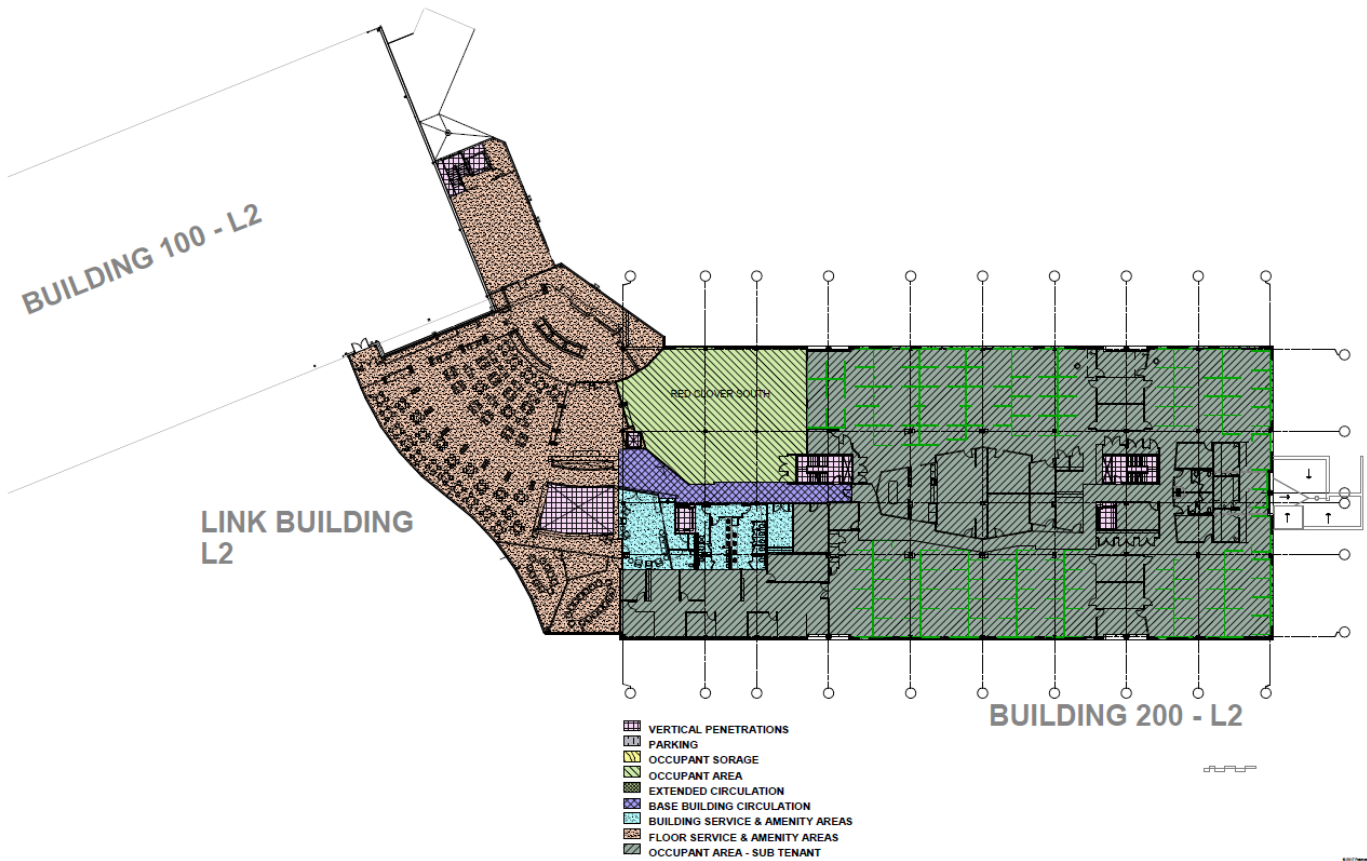 BUILDING 100 - L2
RED CLOVER SOUTH
LINK BUILDING
L2
BUILDING 200 - L2
VERTICAL PENETRATIONS
PARKING
OCCUPANT SORAGE
OCCUPANT AREA
EXTENDED CIRCULATION
BASE BUILDING CIRCULATION
BUILDING SERVICE & AMENITY AREAS
FLOOR SERVICE & AMENITY AREAS
OCCUPANT AREA - SUB TENANT